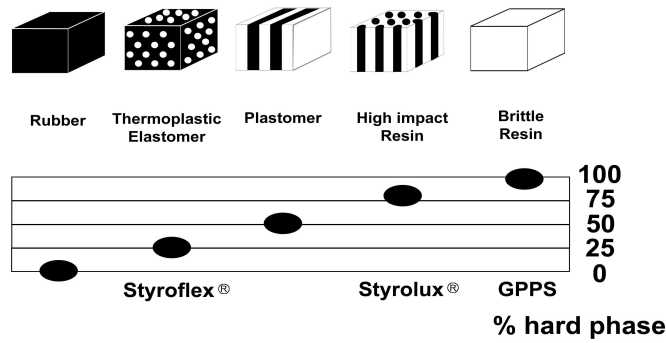 Rubber
Thermoplastic
Elastomer
Plastomer
High impact
Resin
Brittle
Resin
100
75
50
25
0
Styroflex ®
Styrolux ®
GPPS
% hard phase